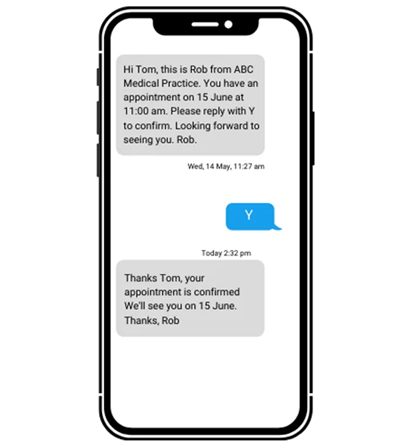 Hi Tom, this is Rob from ABC
Medical Practice. You have an
appointment on 15 June at
11:00 am. Please reply with Y
to confirm. Looking forward to
seeing you. Rob.
Wed, 14 May, 11:27 am
Y
Today 2:32 pm
Thanks Tom, your
appointment is confirmed
We'll see you on 15 June.
Thanks, Rob